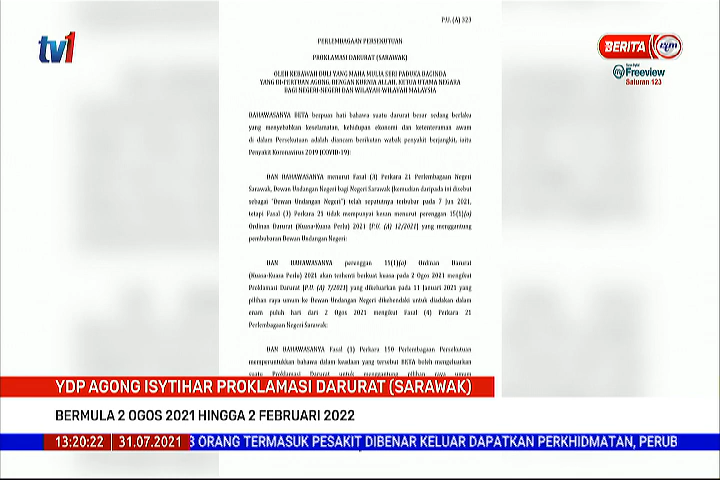 tv1
BERITA rtm
Freeview
Saluran 123
P.U. (A) 323
PERLEMBAGAAN PERSEKUTUAN
PROKLAMASI DARURAT (SARAWAK)
OLEH KEBAWAH DULI YANG MAHA MULIA SERI PADUKA BAGINDA
YANG DI-PERTUAN AGONG, DENGAN KURNIA ALLAH, KETUA UTAMA NEGARA
BAGI NEGERI-NEGERI DAN WILAYAH-WILAYAH MALAYSIA
BAHAWASANYA BETA berpuas hati bahawa suatu darurat besar sedang berlaku
yang menyebabkan keselamatan, kehidupan ekonomi dan ketenteraman awam
di dalam Persekutuan adalah diancam berikutan wabak penyakit berjangkit, iaitu
Penyakit Koronavirus 2019 (COVID-19):
DAN BAHAWASANYA menurut Fasal (3) Perkara 21 Perlembagaan Negeri
Sarawak, Dewan Undangan Negeri bagi Negeri Sarawak (kemudian daripada ini disebut
sebagai "Dewan Undangan Negeri") telah sepatutnya terbubar pada 7 Jun 2021,
tetapi Fasal (3) Perkara 21 tidak mempunyai kesan menurut perenggan 15(1)(a)
Ordinan Darurat (Kuasa-Kuasa Perlu) 2021 [P.U. (A) 12/2021] yang menggantung
pembubaran Dewan Undangan Negeri:
DAN BAHAWASANYA perenggan 15(1)(a) Ordinan Darurat
(Kuasa-Kuasa Perlu) 2021 akan terhenti berkuat kuasa pada 2 Ogos 2021 mengikut
Proklamasi Darurat [P.U. (A) 7/2021] yang dikeluarkan pada 11 Januari 2021 yang
pilihan raya umum ke Dewan Undangan Negeri dikehendaki untuk diadakan dalam
enam puluh hari dari 2 Ogos 2021 mengikut Fasal (4) Perkara 21
Perlembagaan Negeri Sarawak:
DAN BAHAWASANYA Fasal (1) Perkara 150 Perlembagaan Persekutuan
memperuntukkan bahawa dalam keadaan yang tersebut BETA boleh mengeluarkan
suatu Proklamasi Darurat untuk menggantung pilihan raya umum
YDP AGONG ISYTIHAR PROKLAMASI DARURAT (SARAWAK)
BERMULA 2 OGOS 2021 HINGGA 2 FEBRUARI 2022
13:20:22 31.07.2021 3 ORANG TERMASUK PESAKIT DIBENAR KELUAR DAPATKAN PERKHIDMATAN, PERUB